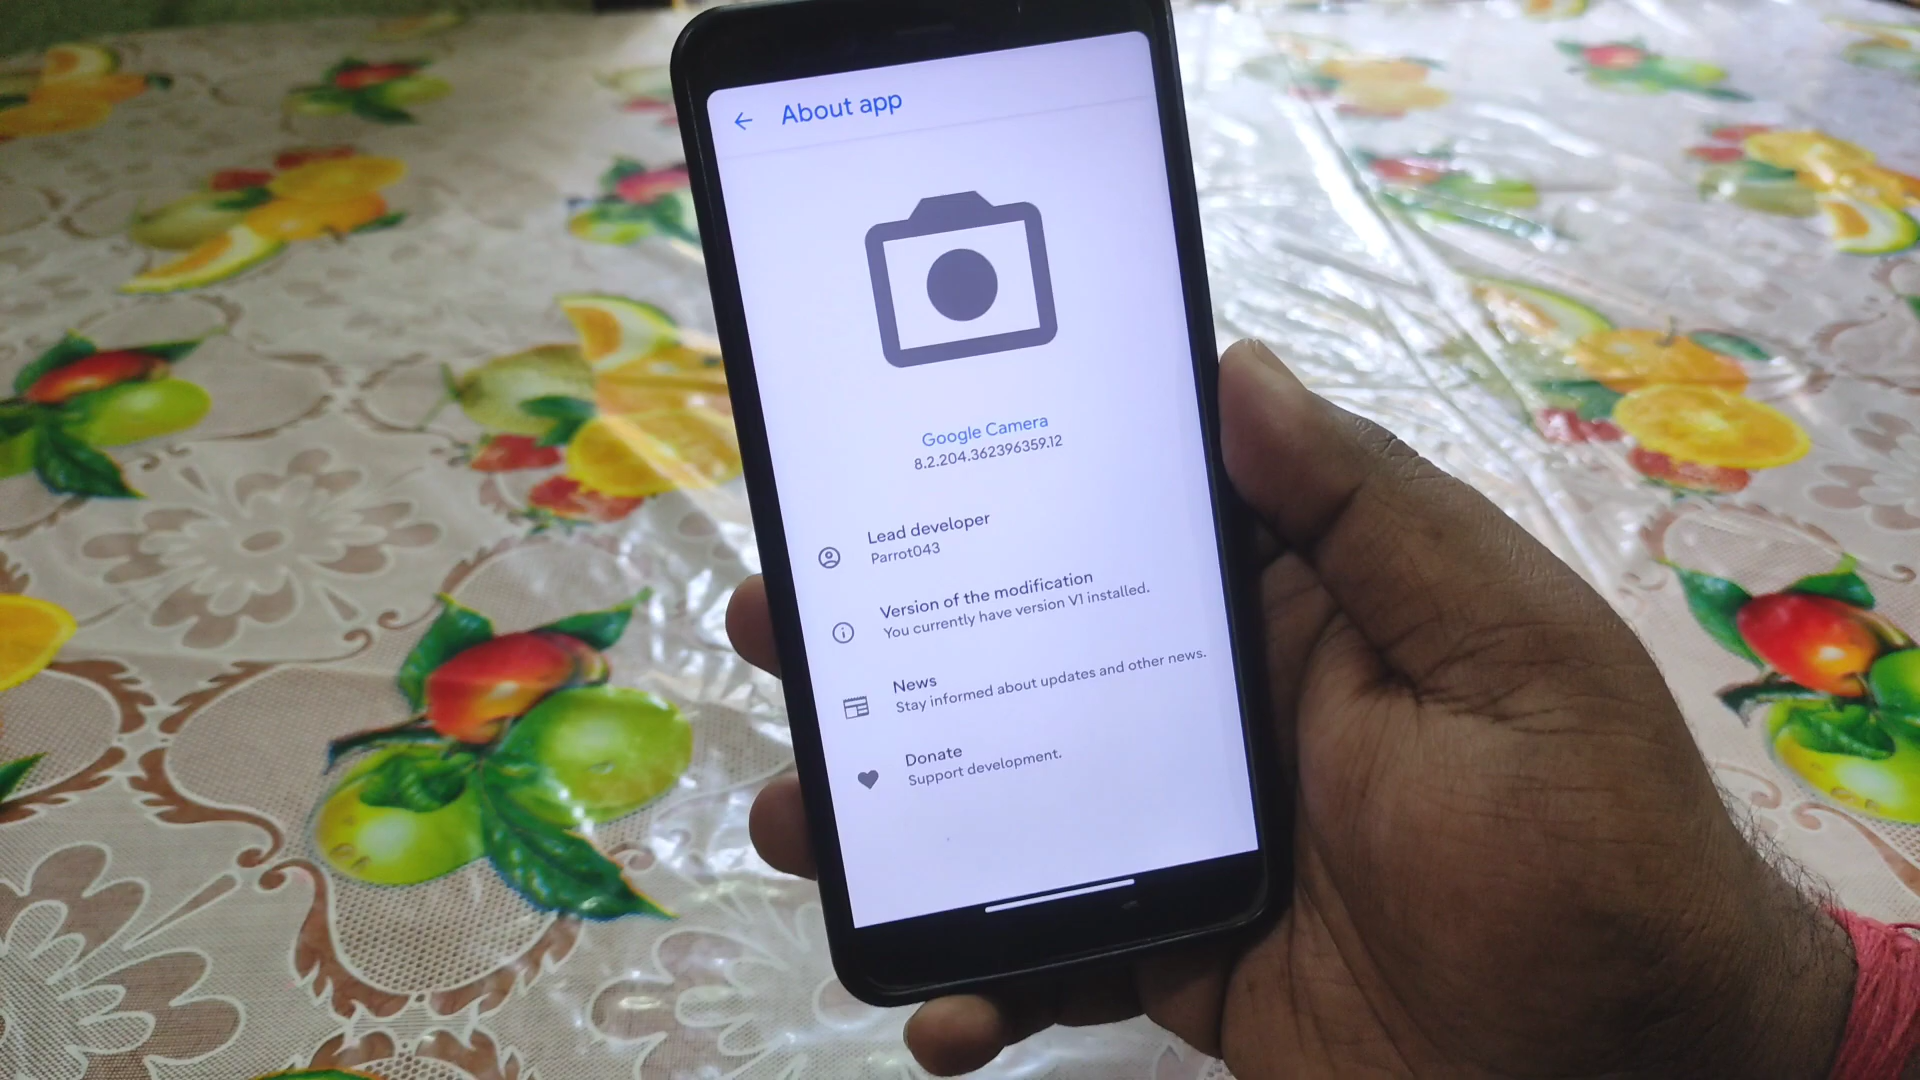 About app
Google Camera
8.2.204.362396359.12
Lead developer
Parrot043
Version of the modification
You currently have version V1 installed.
News
Stay informed about updates and other news.
Donate
Support development.